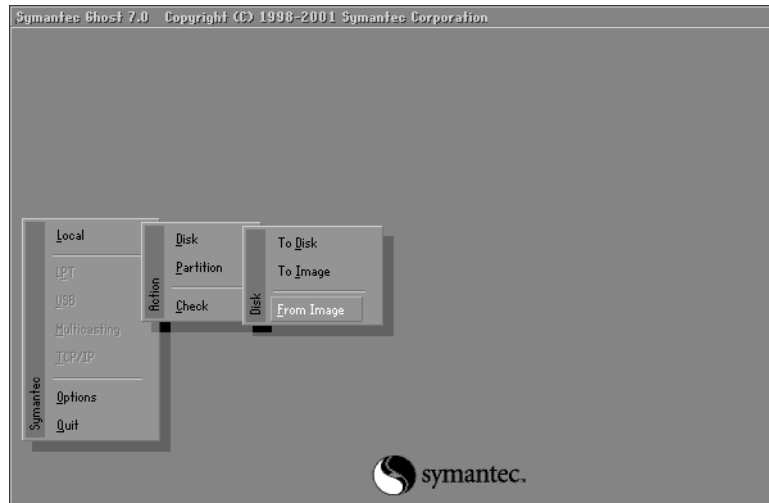 Symantec Ghost 7.0 Copyright (C) 1998-2001 Symantec Corporation
Symantec
Local
LPT
USB
Multicasting
TCP/IP
Options
Quit
Action
Disk
Partition
Check
Disk
To Disk
To Image
From Image
symantec.